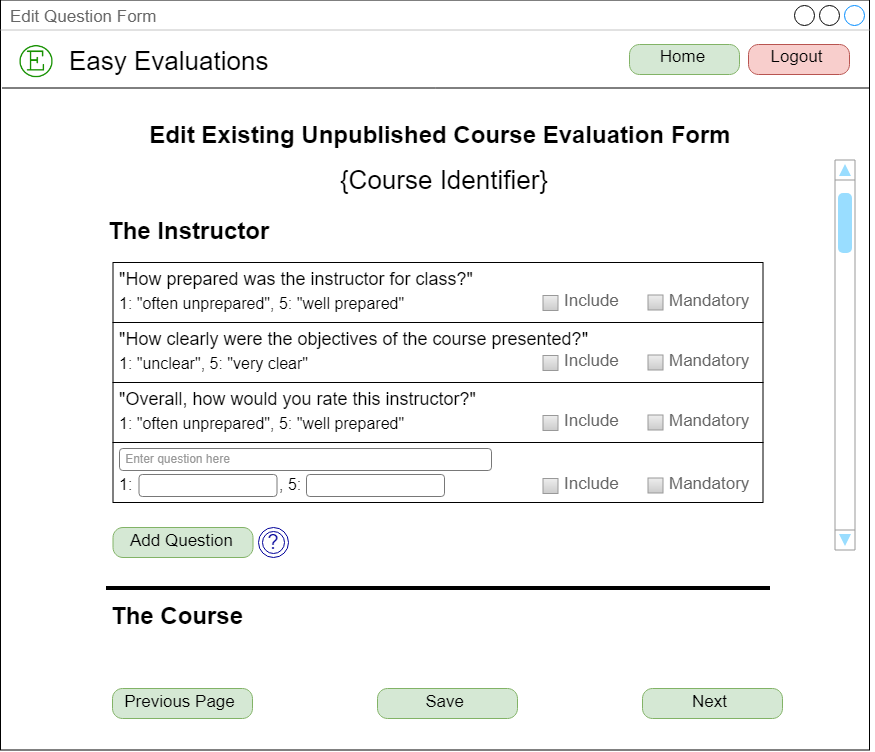 Edit Question Form
E Easy Evaluations Home Logout
Edit Existing Unpublished Course Evaluation Form
{Course Identifier}
The Instructor
"How prepared was the instructor for class?"
1: "often unprepared", 5: "well prepared" Include Mandatory
"How clearly were the objectives of the course presented?"
1: "unclear", 5: "very clear" Include Mandatory
"Overall, how would you rate this instructor?"
1: "often unprepared", 5: "well prepared" Include Mandatory
Enter question here
1: , 5: Include Mandatory
Add Question ?
The Course
Previous Page Save Next